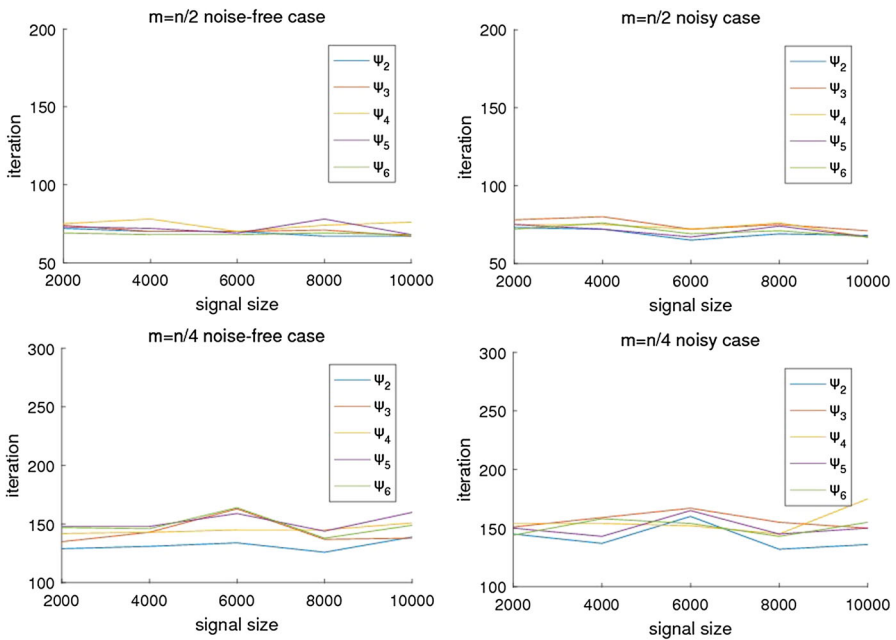 m=n/2 noise-free case
200
150
100
50
iteration
2000 4000 6000 8000 10000
signal size
ψ2
ψ3
ψ4
ψ5
ψ6
m=n/2 noisy case
200
150
100
50
iteration
2000 4000 6000 8000 10000
signal size
ψ2
ψ3
ψ4
ψ5
ψ6
m=n/4 noise-free case
300
250
200
150
100
iteration
2000 4000 6000 8000 10000
signal size
ψ2
ψ3
ψ4
ψ5
ψ6
m=n/4 noisy case
300
250
200
150
100
iteration
2000 4000 6000 8000 10000
signal size
ψ2
ψ3
ψ4
ψ5
ψ6